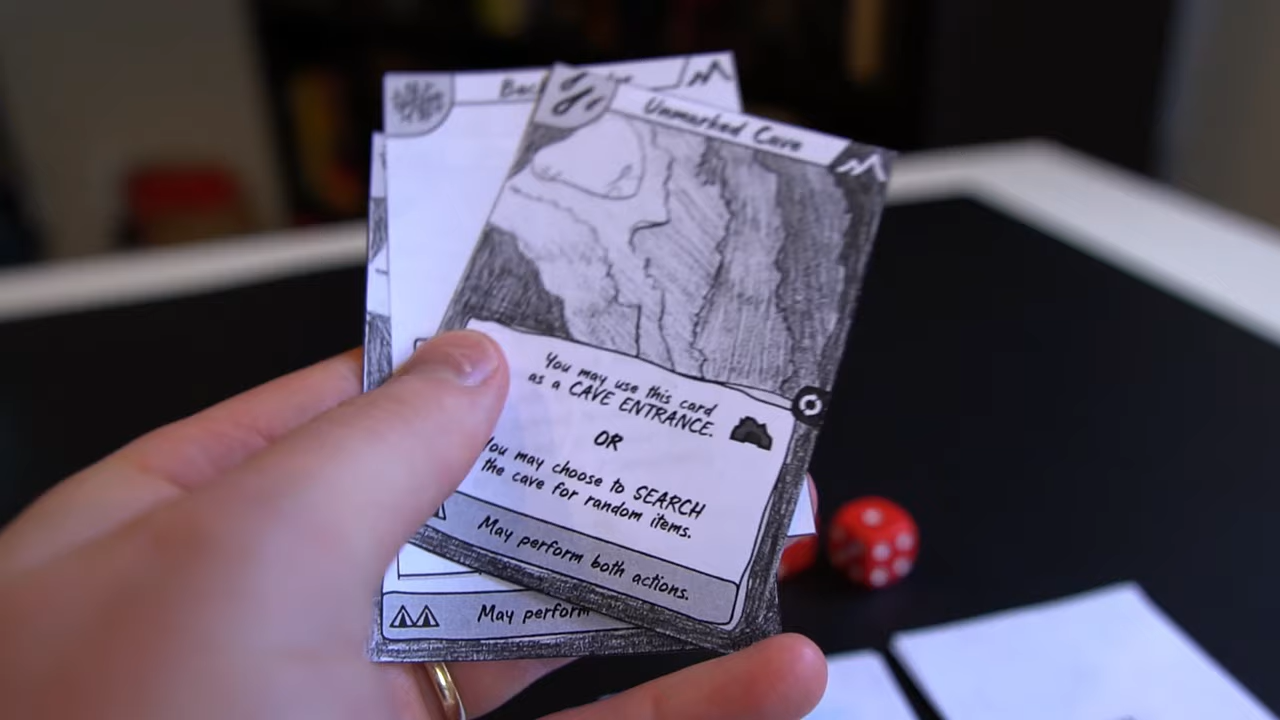 Unmarked Cave
You may use this card
as a CAVE ENTRANCE.
OR
You may choose to SEARCH
the cave for random items.
May perform both actions.
May perform